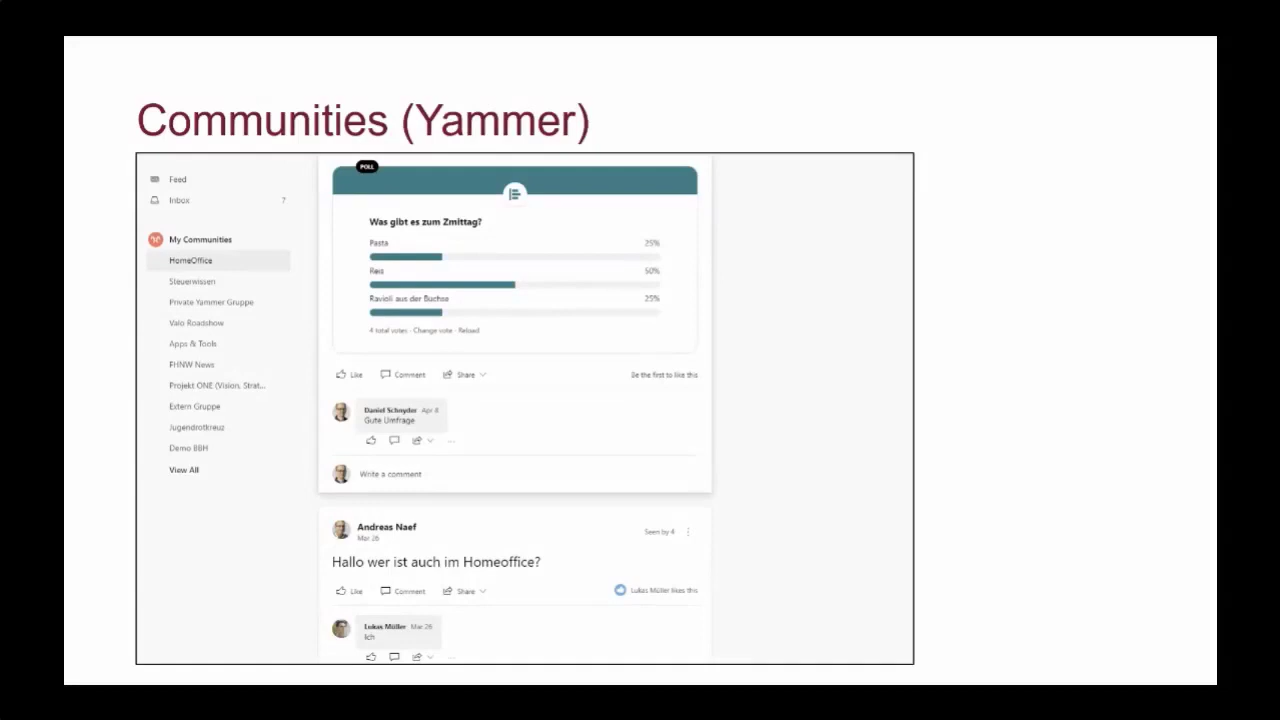 Communities (Yammer)
Feed
Inbox 7
My Communities
HomeOffice
Steuerwissen
Private Yammer Gruppe
Valo Roadshow
Apps & Tools
FHNW News
Projekt ONE (Vision, Strat...
Extern Gruppe
Jugendrotkreuz
Demo BBH
View All
POLL
Was gibt es zum Zmittag?
Pasta 25%
Reis 50%
Ravioli aus der Büchse 25%
4 total votes · Change vote · Reload
Like Comment Share Be the first to like this
Daniel Schnyder Apr 8
Gute Umfrage
Write a comment
Andreas Naef
Mar 26 Seen by 4
Hallo wer ist auch im Homeoffice?
Like Comment Share Lukas Müller likes this
Lukas Müller Mar 26
Ich